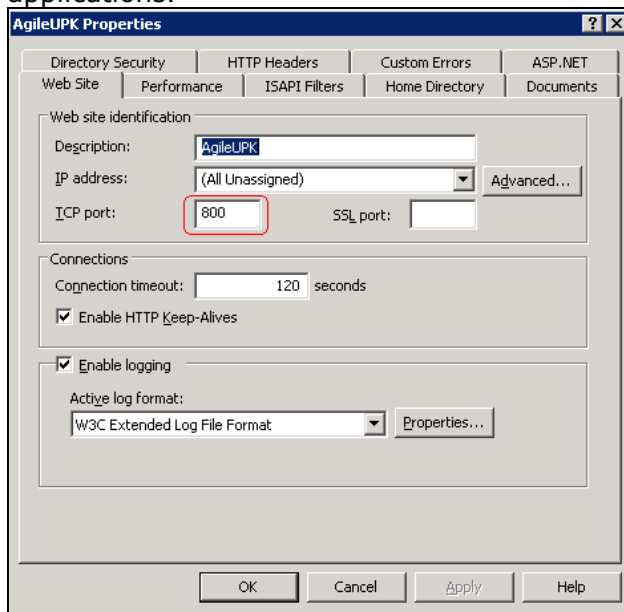 applications.
AgileUPK Properties ? X
Directory Security HTTP Headers Custom Errors ASP.NET
Web Site Performance ISAPI Filters Home Directory Documents
Web site identification
Description: AgileUPK
IP address: (All Unassigned) Advanced...
TCP port: 800 SSL port:
Connections
Connection timeout: 120 seconds
Enable HTTP Keep-Alives
Enable logging
Active log format:
W3C Extended Log File Format Properties...
OK Cancel Apply Help